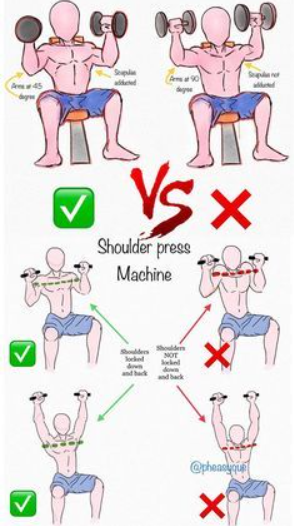 Arms at 45
degree
Scapulas
adducted
Arms at 90
degree
Scapulas not
adducted
VS
Shoulder press
Machine
Shoulders
locked
down
and back
Shoulders
NOT
locked
down
and back
@pheasyque